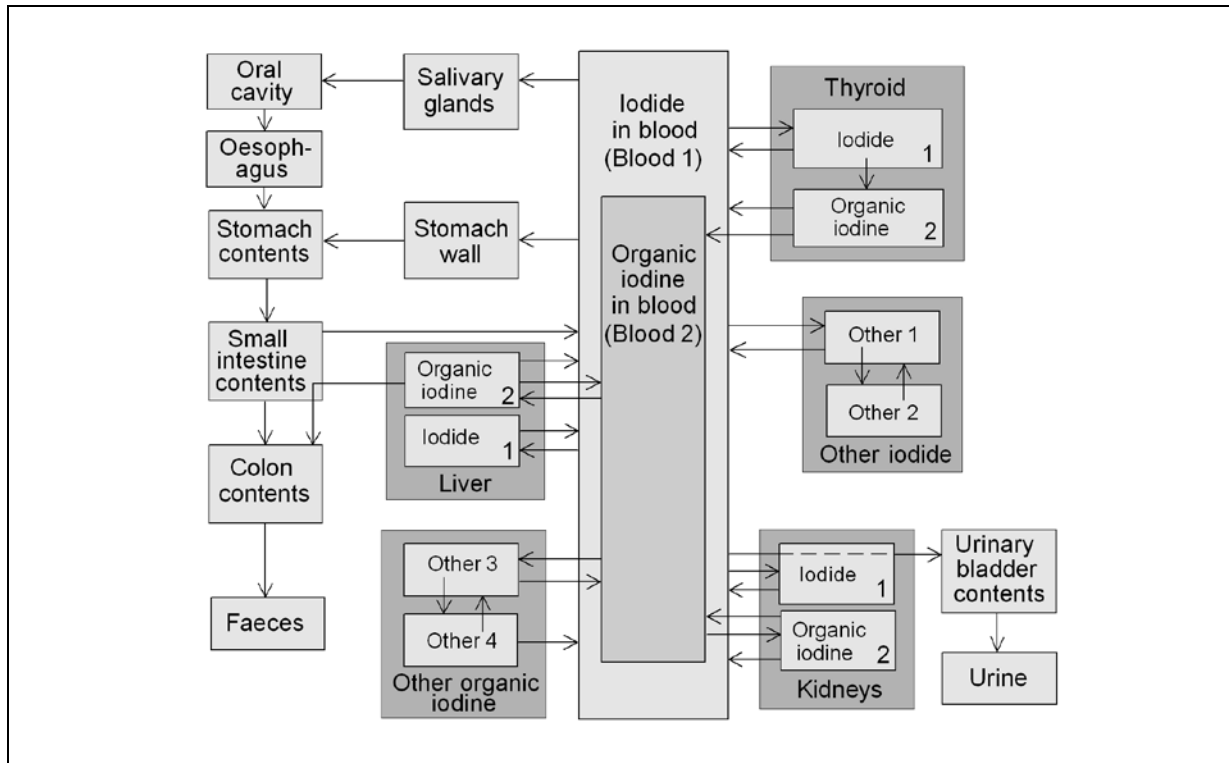 Oral
cavity
Salivary
glands
Oesoph-
agus
Stomach
contents
Stomach
wall
Small
intestine
contents
Colon
contents
Faeces
Organic
iodine
2
Iodide
1
Liver
Other 3
Other 4
Other organic
iodine
Iodide
in blood
(Blood 1)
Organic
iodine
in blood
(Blood 2)
Thyroid
Iodide
1
Organic
iodine
2
Other 1
Other 2
Other iodide
Iodide
1
Organic
iodine
2
Kidneys
Urinary
bladder
contents
Urine